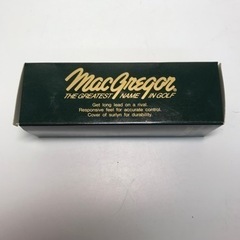 MacGregor
THE GREATEST NAME IN GOLF
Get long lead on a rival.
Responsive feel for accurate control.
Cover of surlyn for durability.